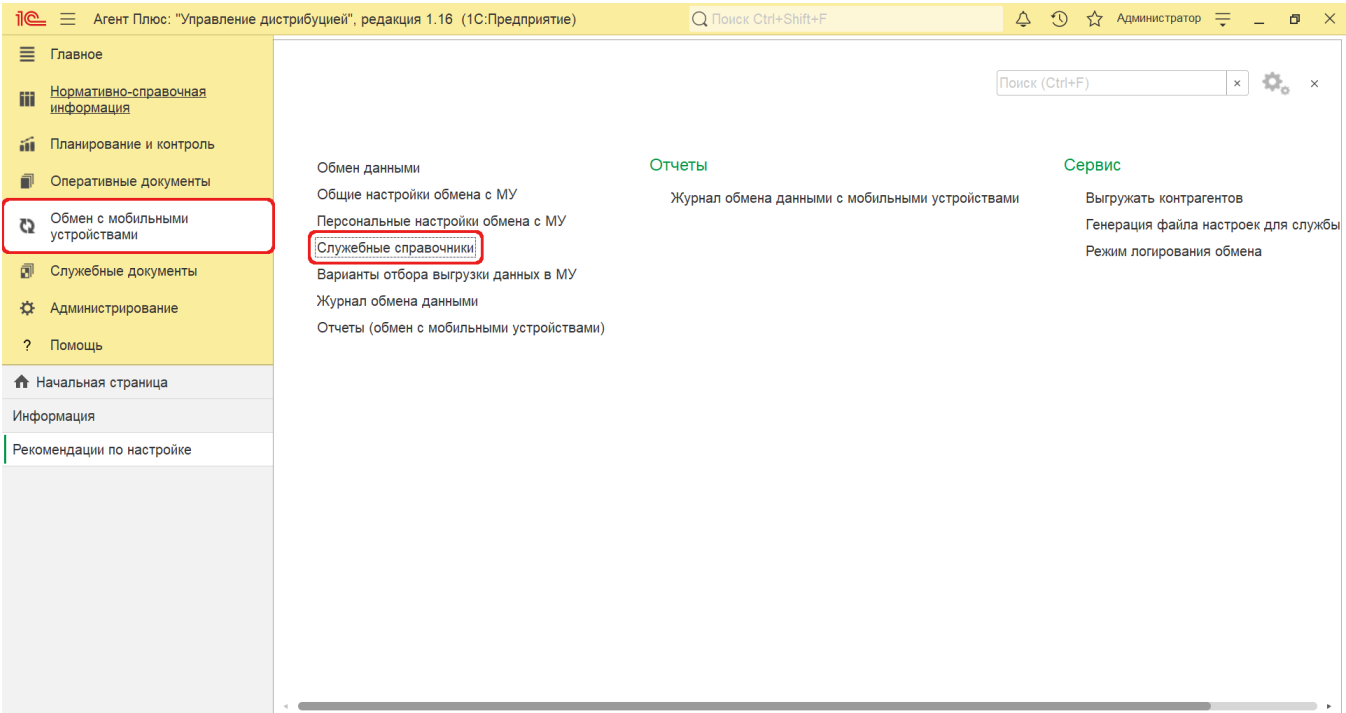 1С Агент Плюс: "Управление дистрибуцией", редакция 1.16 (1С:Предприятие)
Поиск Ctrl+Shift+F
Администратор
Главное
Нормативно-справочная
информация
Планирование и контроль
Оперативные документы
Обмен с мобильными
устройствами
Служебные документы
Администрирование
? Помощь
Начальная страница
Информация
Рекомендации по настройке
Поиск (Ctrl+F)
Обмен данными
Общие настройки обмена с МУ
Персональные настройки обмена с МУ
Служебные справочники
Варианты отбора выгрузки данных в МУ
Журнал обмена данными
Отчеты (обмен с мобильными устройствами)
Отчеты
Журнал обмена данными с мобильными устройствами
Сервис
Выгружать контрагентов
Генерация файла настроек для службы
Режим логирования обмена